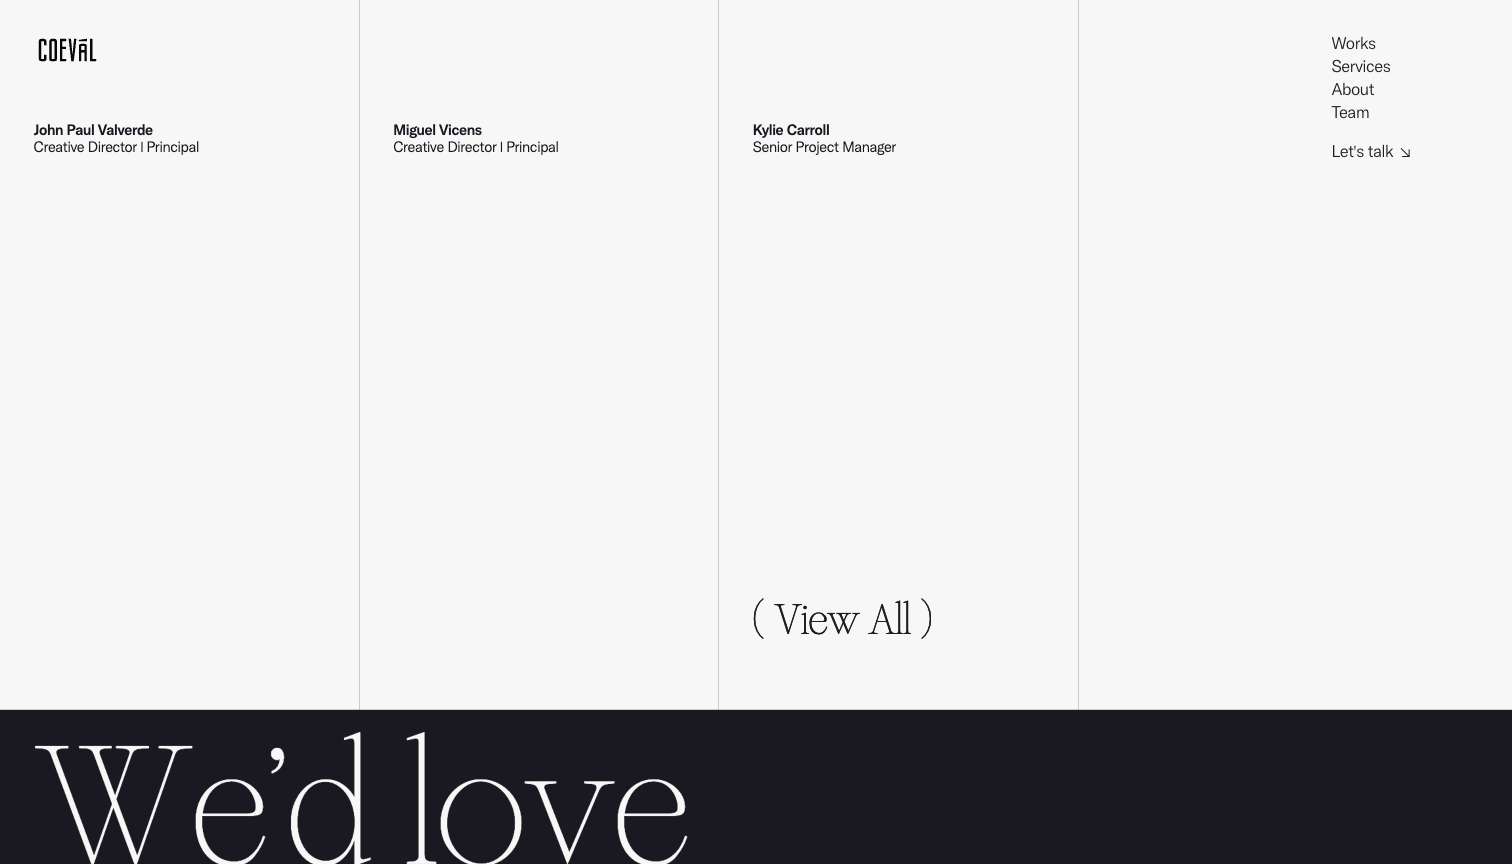 COEVAL
Works
Services
About
Team
Let's talk ↘
John Paul Valverde
Creative Director | Principal
Miguel Vicens
Creative Director | Principal
Kylie Carroll
Senior Project Manager
( View All )
We’d love